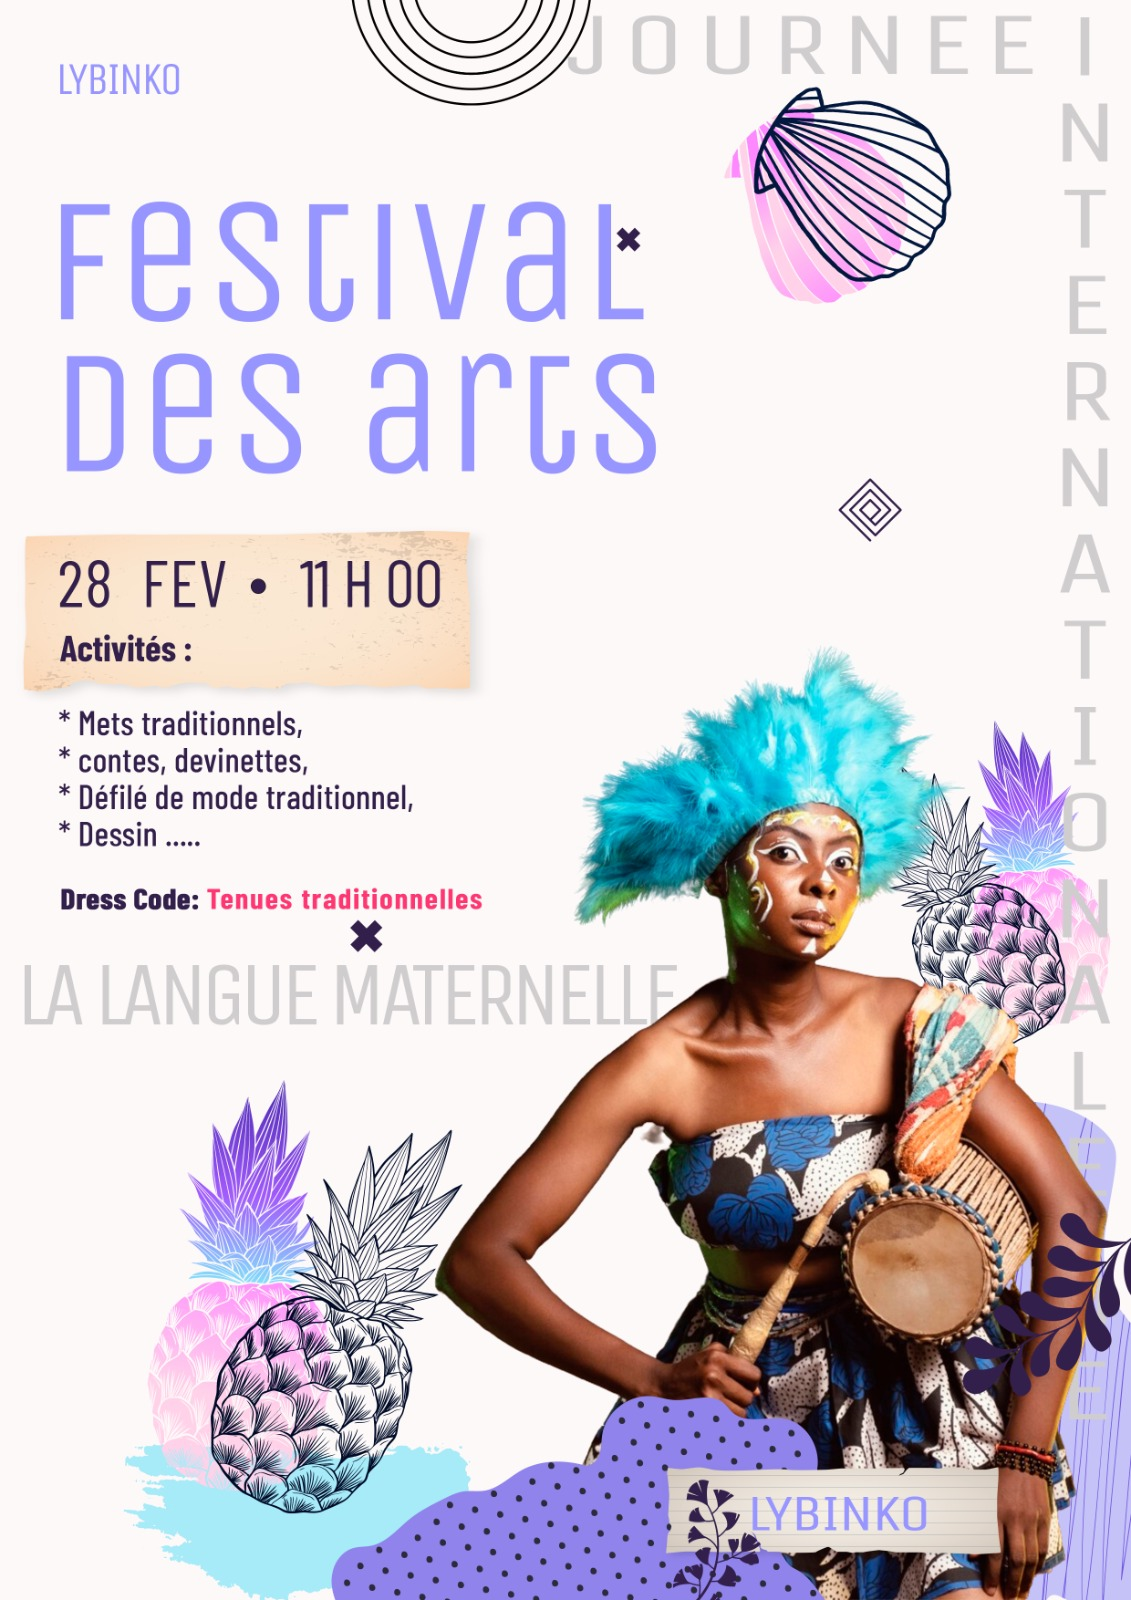 JOURNEE
INTERNATIONALE
LYBINKO
Festival
Des arts
28 FEV • 11 H 00
Activités :
* Mets traditionnels,
* contes, devinettes,
* Défilé de mode traditionnel,
* Dessin .....
Dress Code: Tenues traditionnelles
LA LANGUE MATERNELLE
LYBINKO